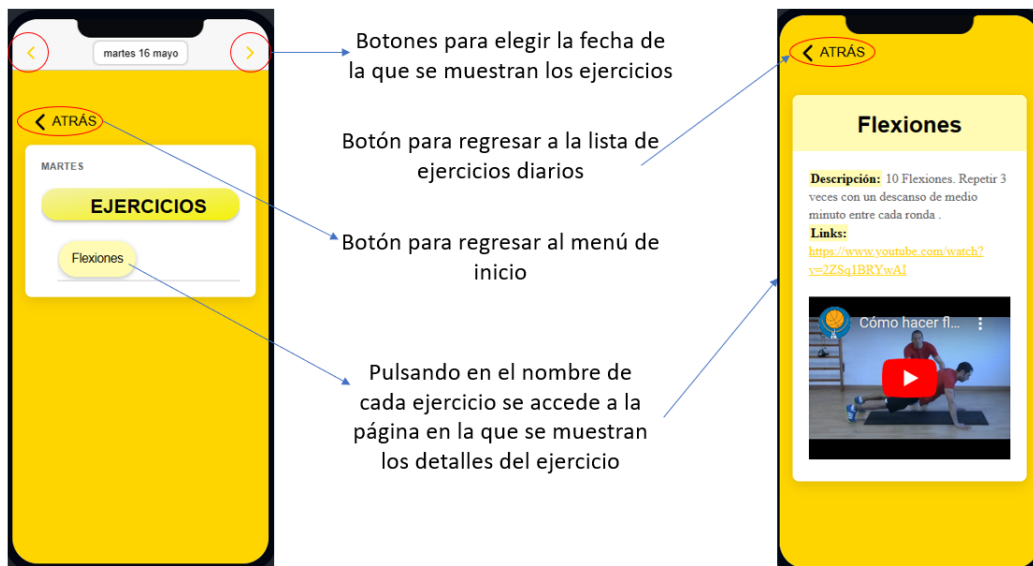 martes 16 mayo
ATRÁS
MARTES
EJERCICIOS
Flexiones
Botones para elegir la fecha de
la que se muestran los ejercicios
Botón para regresar a la lista de
ejercicios diarios
Botón para regresar al menú de
inicio
Pulsando en el nombre de
cada ejercicio se accede a la
página en la que se muestran
los detalles del ejercicio
ATRÁS
Flexiones
Descripción: 10 Flexiones. Repetir 3
veces con un descanso de medio
minuto entre cada ronda .
Links:
https://www.youtube.com/watch?
v=2ZSq1BRYwAI
Cómo hacer fl...